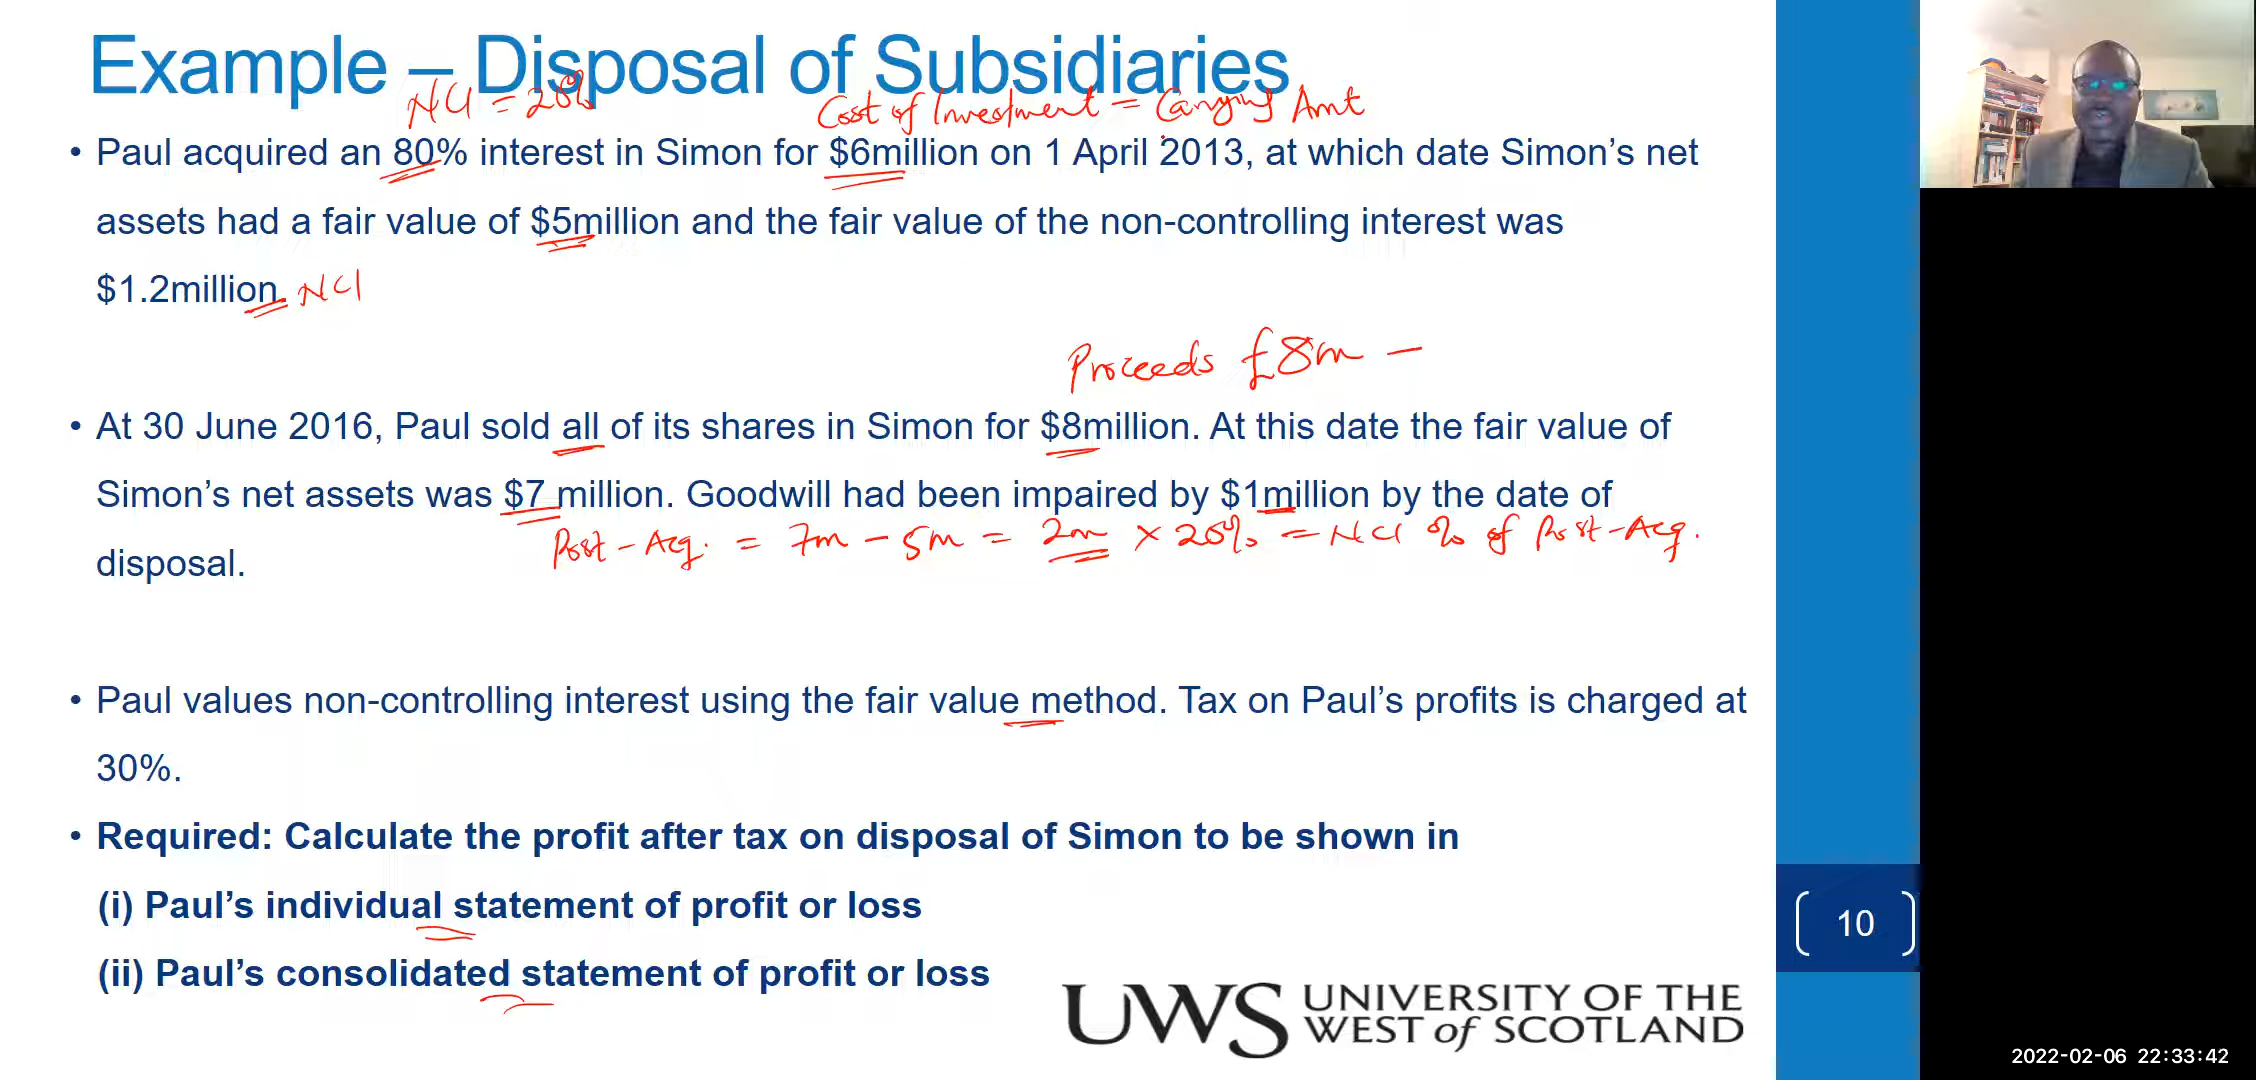 Example – Disposal of Subsidiaries
NCI = 20%
Cost of Investment = Carrying Amt
• Paul acquired an 80% interest in Simon for $6million on 1 April 2013, at which date Simon’s net
assets had a fair value of $5million and the fair value of the non-controlling interest was
$1.2million. NCI
Proceeds £8m –
• At 30 June 2016, Paul sold all of its shares in Simon for $8million. At this date the fair value of
Simon’s net assets was $7 million. Goodwill had been impaired by $1million by the date of
Post-Acq. = 7m – 5m = 2m × 20% = NCI % of Post-Acq.
disposal.
• Paul values non-controlling interest using the fair value method. Tax on Paul’s profits is charged at
30%.
• Required: Calculate the profit after tax on disposal of Simon to be shown in
(i) Paul’s individual statement of profit or loss
(ii) Paul’s consolidated statement of profit or loss
10
UWS UNIVERSITY OF THE
WEST of SCOTLAND
2022-02-06 22:33:42